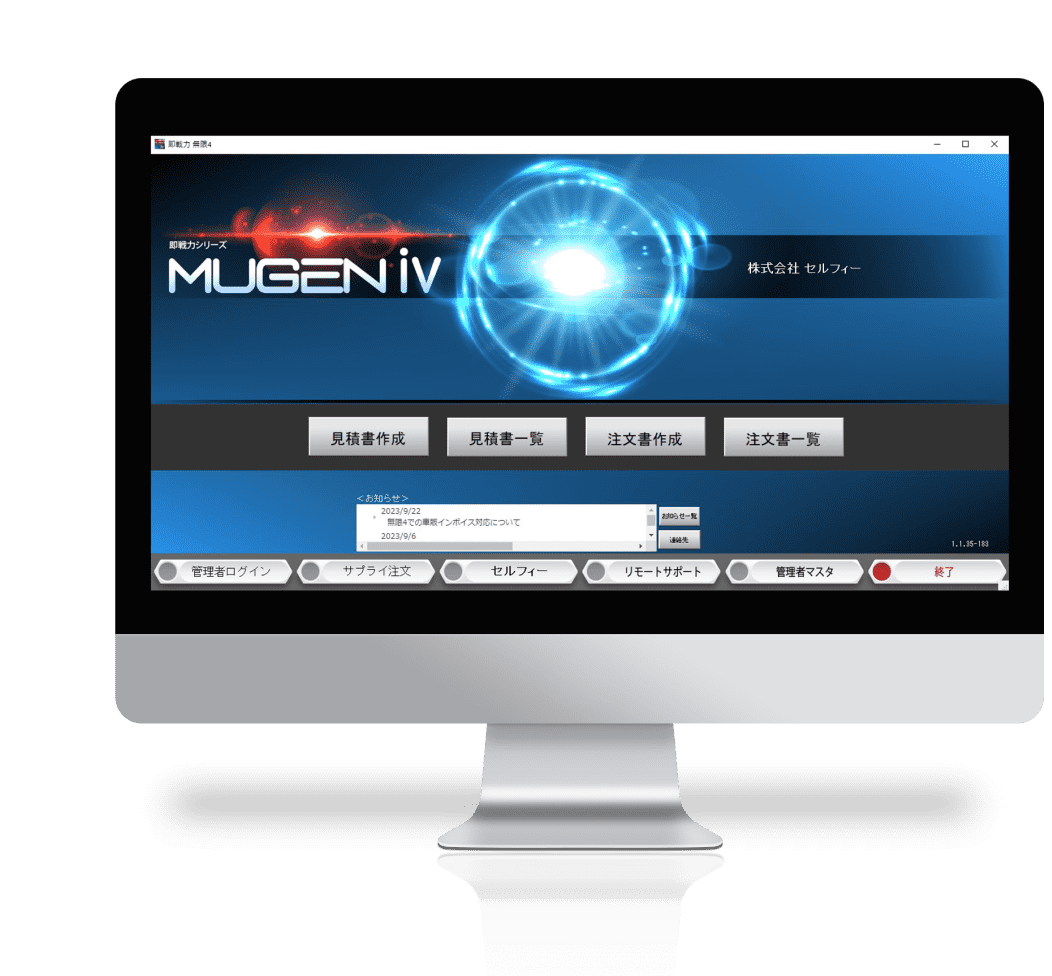 即戦力 無限4
即戦力シリーズ
MUGEN iV
株式会社 セルフィー
見積書作成
見積書一覧
注文書作成
注文書一覧
＜お知らせ＞
2023/9/22
無限4での車販インボイス対応について
2023/9/6
お知らせ一覧
連絡先
1.1.35-183
管理者ログイン
サプライ注文
セルフィー
リモートサポート
管理者マスタ
終了